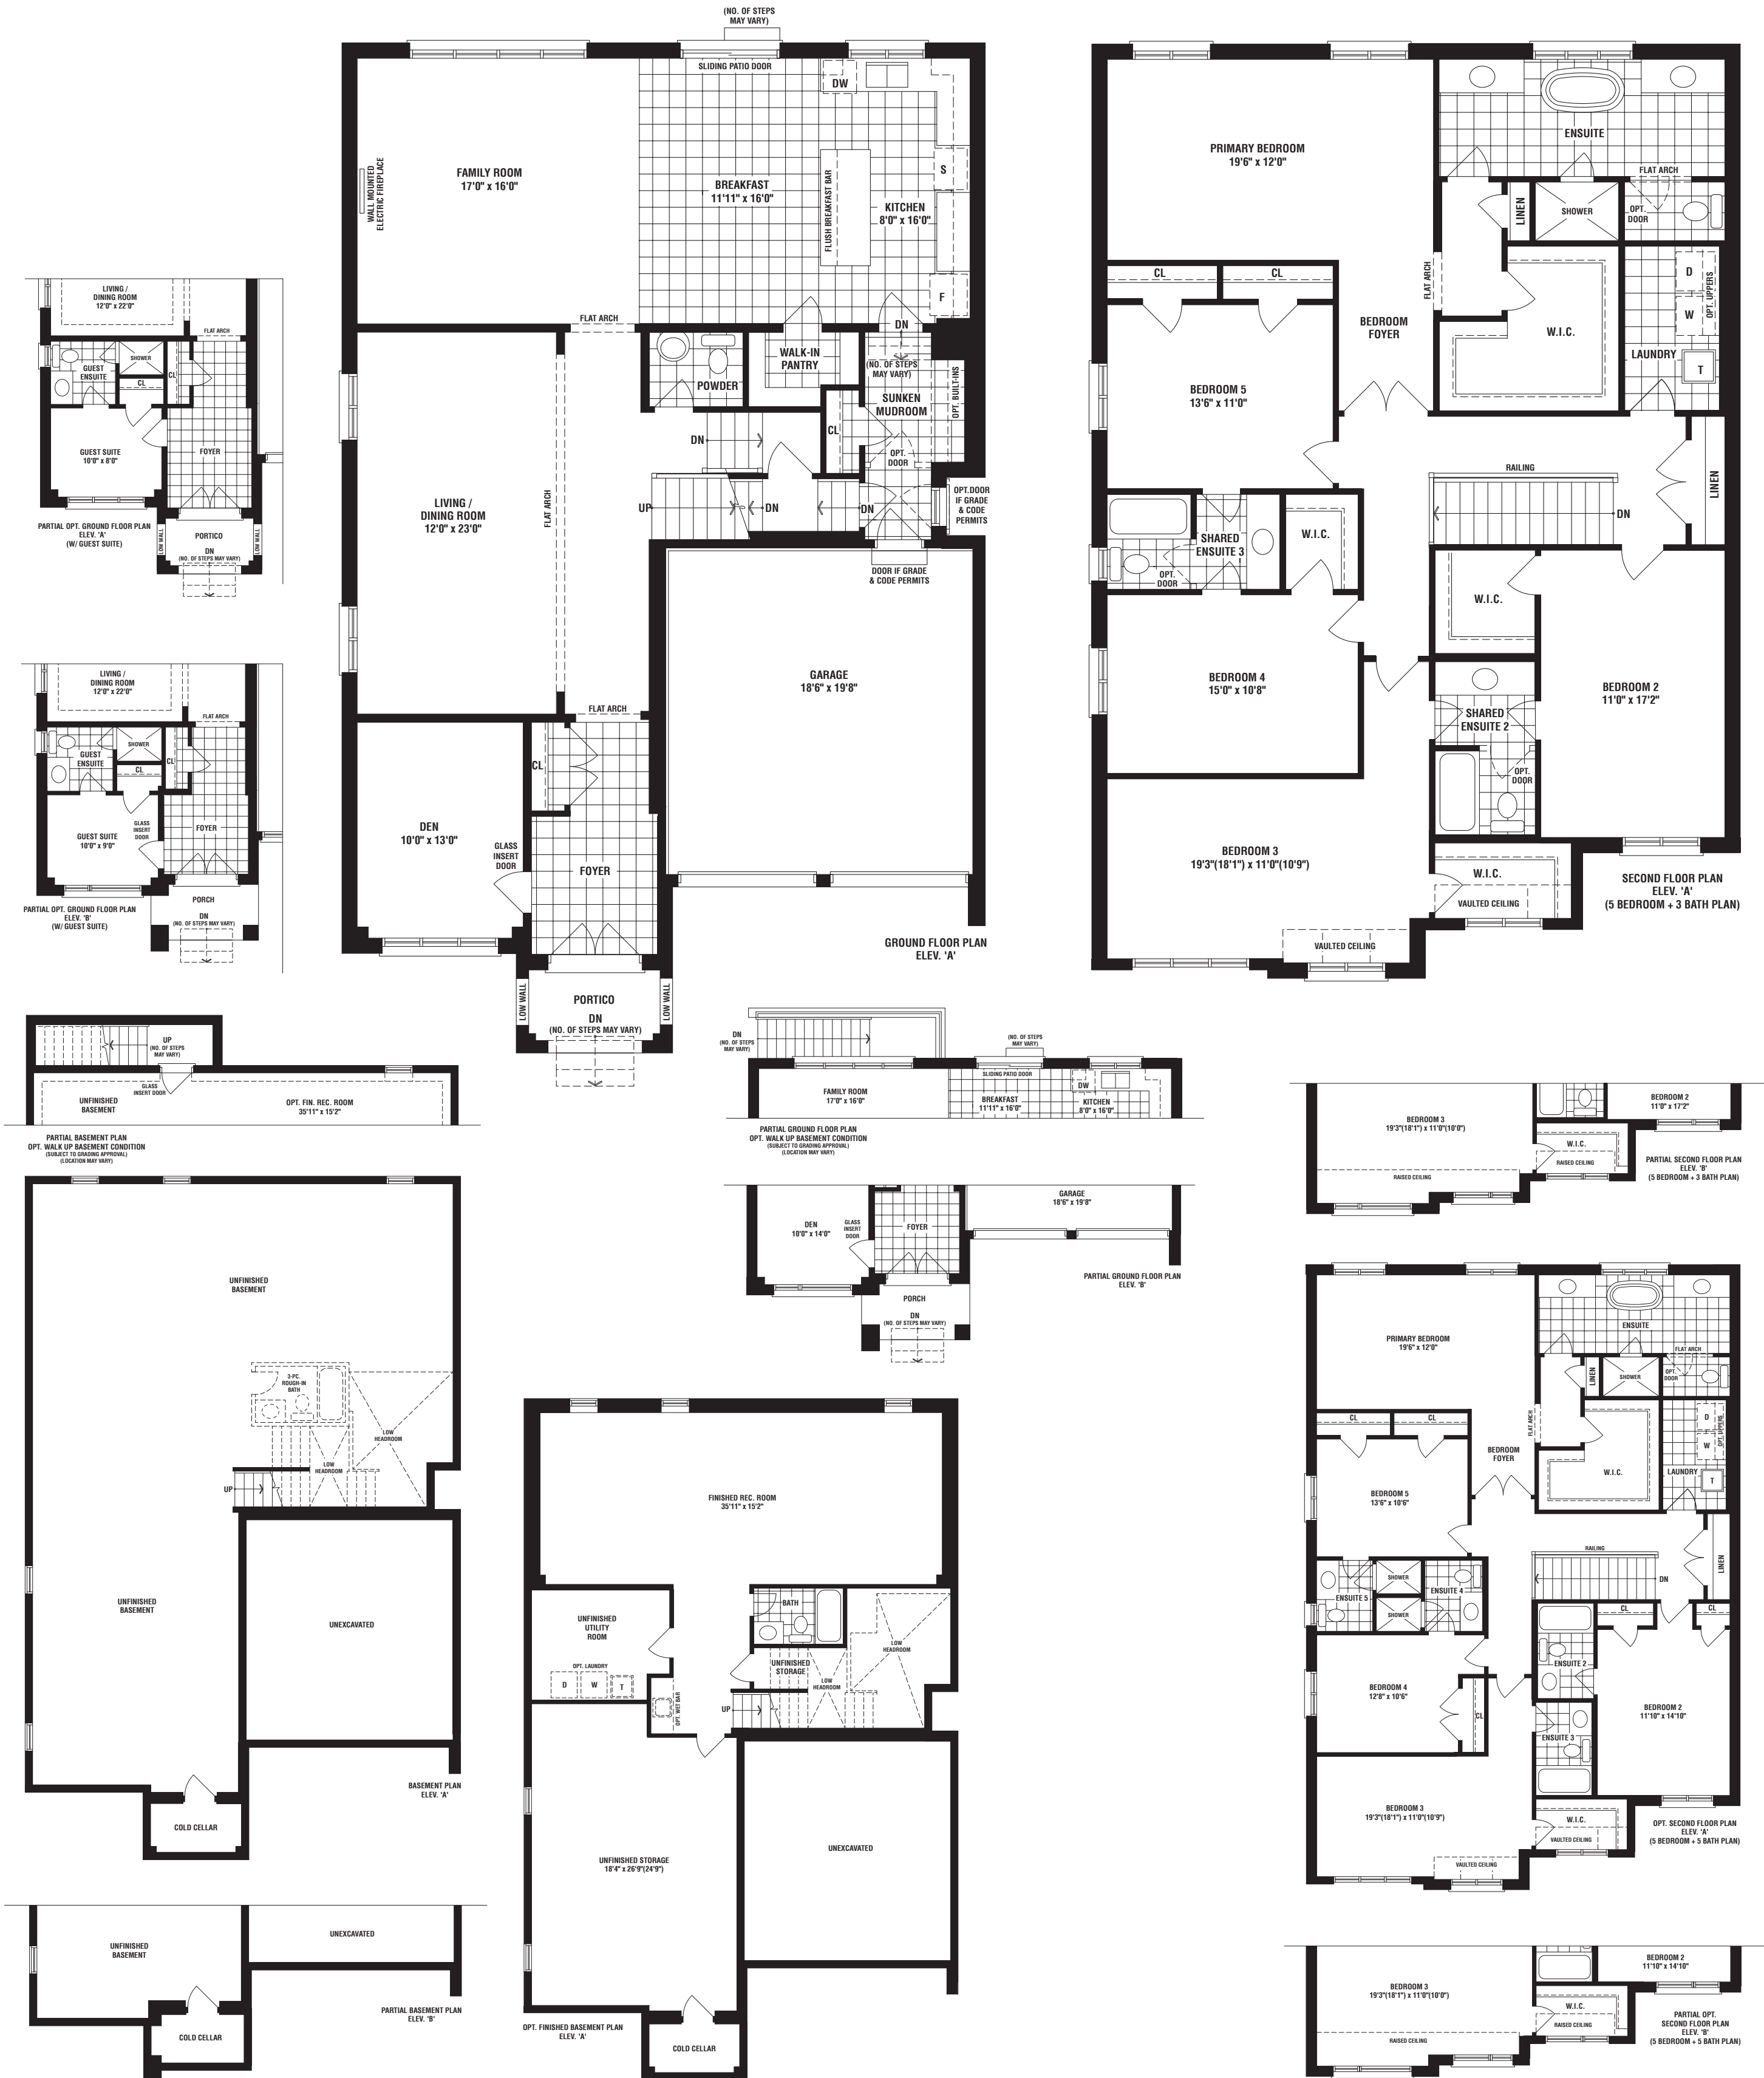 (NO. OF STEPS
MAY VARY)
SLIDING PATIO DOOR
DW
FAMILY ROOM
17'0" x 16'0"
WALL MOUNTED
ELECTRIC FIREPLACE
BREAKFAST
11'11" x 16'0"
FLUSH BREAKFAST BAR
S
KITCHEN
8'0" x 16'0"
F
FLAT ARCH
DN
(NO. OF STEPS
MAY VARY)
WALK-IN
PANTRY
POWDER
SUNKEN
MUDROOM
OPT. BUILT-INS
CL
DN
OPT.
DOOR
LIVING /
DINING ROOM
12'0" x 23'0"
FLAT ARCH
UP
DN
DN
OPT.DOOR
IF GRADE
& CODE
PERMITS
DOOR IF GRADE
& CODE PERMITS
GARAGE
18'6" x 19'8"
FLAT ARCH
CL
DEN
10'0" x 13'0"
GLASS
INSERT
DOOR
FOYER
GROUND FLOOR PLAN
ELEV. 'A'
LOW WALL
PORTICO
DN
(NO. OF STEPS MAY VARY)
LOW WALL
PRIMARY BEDROOM
19'6" x 12'0"
ENSUITE
FLAT ARCH
LINEN
SHOWER
OPT.
DOOR
CL
CL
FLAT ARCH
BEDROOM
FOYER
W.I.C.
D
W
OPT. UPPERS
LAUNDRY
T
BEDROOM 5
13'6" x 11'0"
RAILING
DN
LINEN
SHARED
ENSUITE 3
OPT.
DOOR
W.I.C.
W.I.C.
BEDROOM 4
15'0" x 10'8"
BEDROOM 2
11'0" x 17'2"
SHARED
ENSUITE 2
OPT.
DOOR
BEDROOM 3
19'3"(18'1") x 11'0"(10'9")
W.I.C.
VAULTED CEILING
VAULTED CEILING
SECOND FLOOR PLAN
ELEV. 'A'
(5 BEDROOM + 3 BATH PLAN)
LIVING /
DINING ROOM
12'0" x 22'0"
FLAT ARCH
GUEST
ENSUITE
SHOWER
CL
CL
GUEST SUITE
10'0" x 8'0"
FOYER
PARTIAL OPT. GROUND FLOOR PLAN
ELEV. 'A'
(W/ GUEST SUITE)
LOW WALL
PORTICO
DN
(NO. OF STEPS MAY VARY)
LOW WALL
LIVING /
DINING ROOM
12'0" x 22'0"
FLAT ARCH
GUEST
ENSUITE
SHOWER
CL
CL
GUEST SUITE
10'0" x 9'0"
GLASS
INSERT
DOOR
FOYER
PARTIAL OPT. GROUND FLOOR PLAN
ELEV. 'B'
(W/ GUEST SUITE)
PORCH
DN
(NO. OF STEPS MAY VARY)
UP
(NO. OF STEPS
MAY VARY)
GLASS
INSERT DOOR
UNFINISHED
BASEMENT
OPT. FIN. REC. ROOM
35'11" x 15'2"
PARTIAL BASEMENT PLAN
OPT. WALK UP BASEMENT CONDITION
(SUBJECT TO GRADING APPROVAL)
(LOCATION MAY VARY)
DN
(NO. OF STEPS
MAY VARY)
(NO. OF STEPS
MAY VARY)
SLIDING PATIO DOOR
DW
FAMILY ROOM
17'0" x 16'0"
BREAKFAST
11'11" x 16'0"
KITCHEN
8'0" x 16'0"
PARTIAL GROUND FLOOR PLAN
OPT. WALK UP BASEMENT CONDITION
(SUBJECT TO GRADING APPROVAL)
(LOCATION MAY VARY)
DEN
10'0" x 14'0"
GLASS
INSERT
DOOR
FOYER
GARAGE
18'6" x 19'8"
PORCH
DN
(NO. OF STEPS MAY VARY)
PARTIAL GROUND FLOOR PLAN
ELEV. 'B'
BEDROOM 3
19'3"(18'1") x 11'0"(10'0")
BEDROOM 2
11'0" x 17'2"
W.I.C.
RAISED CEILING
RAISED CEILING
PARTIAL SECOND FLOOR PLAN
ELEV. 'B'
(5 BEDROOM + 3 BATH PLAN)
UNFINISHED
BASEMENT
3-PC.
ROUGH-IN
BATH
LOW
HEADROOM
LOW
HEADROOM
UP
UNFINISHED
BASEMENT
UNEXCAVATED
BASEMENT PLAN
ELEV. 'A'
COLD CELLAR
UNFINISHED
BASEMENT
UNEXCAVATED
COLD CELLAR
PARTIAL BASEMENT PLAN
ELEV. 'B'
FINISHED REC. ROOM
35'11" x 15'2"
UNFINISHED
UTILITY
ROOM
BATH
LOW
HEADROOM
OPT. LAUNDRY
D
W
T
UNFINISHED
STORAGE
LOW
HEADROOM
OPT. WET BAR
UP
UNFINISHED STORAGE
18'4" x 26'9"(24'9")
UNEXCAVATED
OPT. FINISHED BASEMENT PLAN
ELEV. 'A'
COLD CELLAR
PRIMARY BEDROOM
19'6" x 12'0"
ENSUITE
FLAT ARCH
LINEN
SHOWER
OPT.
DOOR
CL
CL
FLAT ARCH
BEDROOM
FOYER
W.I.C.
D
W
OPT. UPPERS
LAUNDRY
T
BEDROOM 5
13'6" x 10'6"
RAILING
DN
LINEN
SHOWER
ENSUITE 4
ENSUITE 5
SHOWER
CL
CL
ENSUITE 2
BEDROOM 4
12'8" x 10'6"
CL
BEDROOM 2
11'10" x 14'10"
ENSUITE 3
BEDROOM 3
19'3"(18'1") x 11'0"(10'9")
W.I.C.
VAULTED CEILING
VAULTED CEILING
OPT. SECOND FLOOR PLAN
ELEV. 'A'
(5 BEDROOM + 5 BATH PLAN)
BEDROOM 3
19'3"(18'1") x 11'0"(10'0")
BEDROOM 2
11'10" x 14'10"
W.I.C.
RAISED CEILING
RAISED CEILING
PARTIAL OPT.
SECOND FLOOR PLAN
ELEV. 'B'
(5 BEDROOM + 5 BATH PLAN)